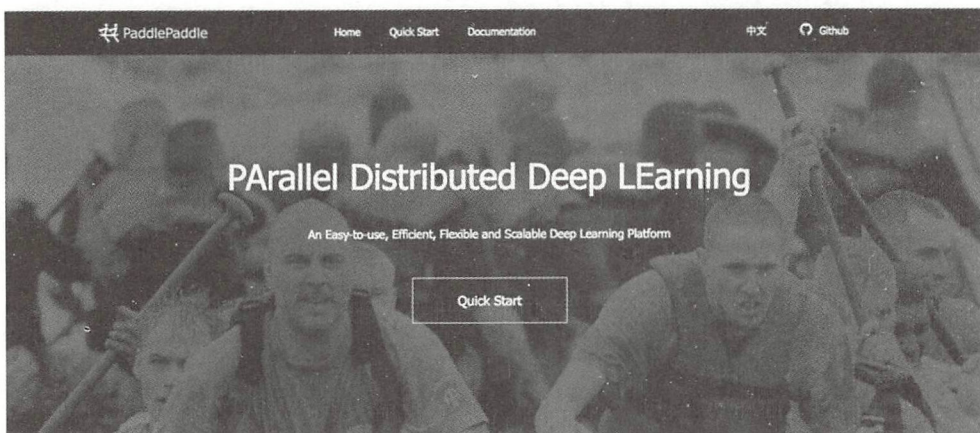 PaddlePaddle Home Quick Start Documentation 中文 Github
PArallel Distributed Deep LEarning
An Easy-to-use, Efficient, Flexible and Scalable Deep Learning Platform
Quick Start